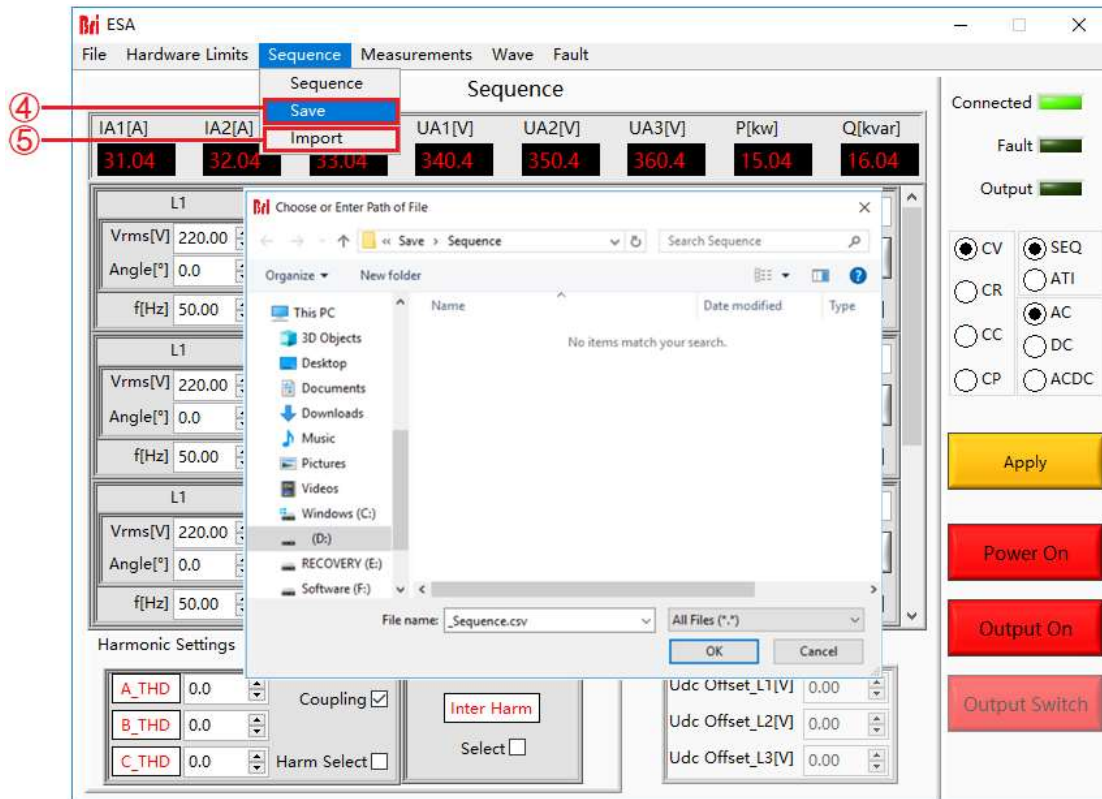 Bri ESA
File Hardware Limits Sequence Measurements Wave Fault
Sequence
④ Save
⑤ Import
Sequence
IA1[A] IA2[A] UA1[V] UA2[V] UA3[V] P[kw] Q[kvar]
31.04 32.04 33.04 340.4 350.4 360.4 15.04 16.04
L1
Vrms[V] 220.00
Angle[°] 0.0
f[Hz] 50.00
L1
Vrms[V] 220.00
Angle[°] 0.0
f[Hz] 50.00
L1
Vrms[V] 220.00
Angle[°] 0.0
f[Hz] 50.00
Bri Choose or Enter Path of File
« Save › Sequence
Search Sequence
Organize New folder
Name Date modified Type
No items match your search.
This PC
3D Objects
Desktop
Documents
Downloads
Music
Pictures
Videos
Windows (C:)
(D:)
RECOVERY (E:)
Software (F:)
File name: _Sequence.csv All Files (*.*)
OK Cancel
Harmonic Settings
A_THD 0.0
B_THD 0.0
C_THD 0.0
Coupling
Harm Select
Inter Harm
Select
Udc Offset_L1[V] 0.00
Udc Offset_L2[V] 0.00
Udc Offset_L3[V] 0.00
Connected
Fault
Output
CV SEQ
CR ATI
CC AC
CP DC
ACDC
Apply
Power On
Output On
Output Switch